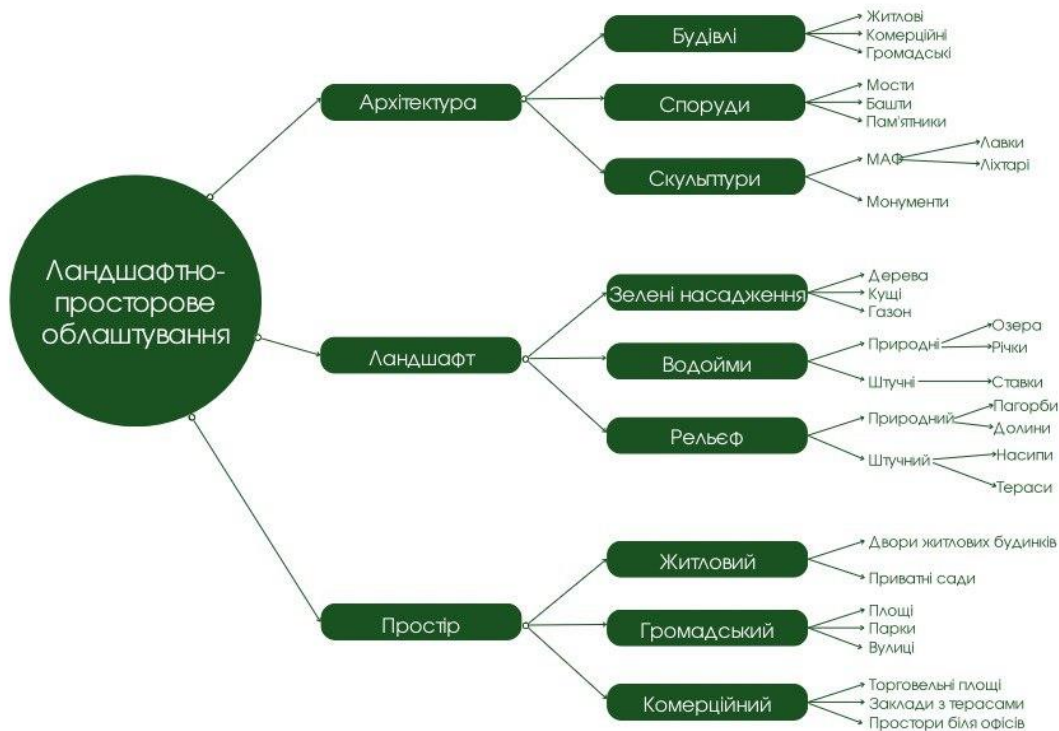 Ландшафтно-
просторове
облаштування
Архітектура
Будівлі
Житлові
Комерційні
Громадські
Споруди
Мости
Башти
Пам'ятники
Скульптури
МАФ
Лавки
Ліхтарі
Монументи
Ландшафт
Зелені насадження
Дерева
Кущі
Газон
Водойми
Природні
Озера
Річки
Штучні
Ставки
Рельєф
Природний
Пагорби
Долини
Штучний
Насипи
Тераси
Простір
Житловий
Двори житлових будинків
Приватні сади
Громадський
Площі
Парки
Вулиці
Комерційний
Торговельні площі
Заклади з терасами
Простори біля офісів